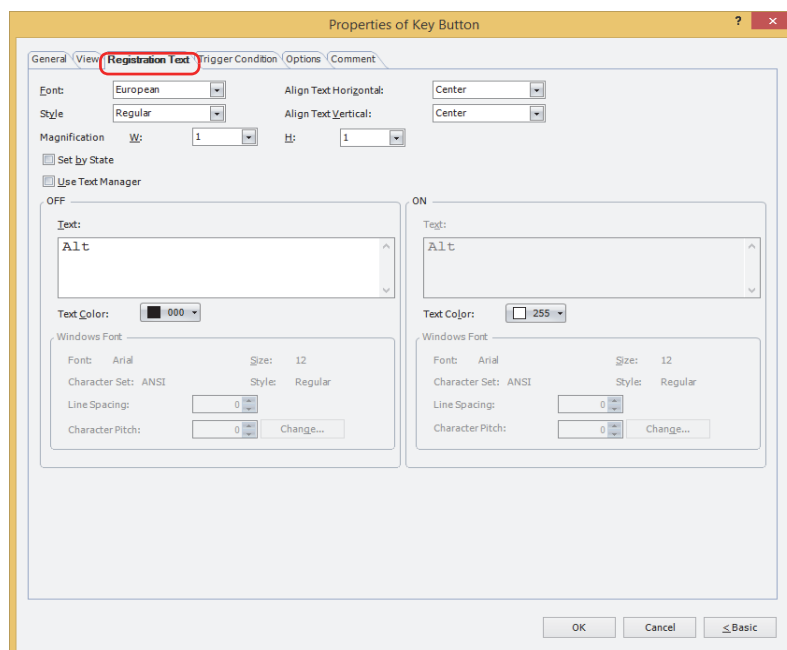 Properties of Key Button ? ×
General View Registration Text Trigger Condition Options Comment
Font: European Align Text Horizontal: Center
Style Regular Align Text Vertical: Center
Magnification W: 1 H: 1
Set by State
Use Text Manager
OFF
Text:
Alt
Text Color: 000
Windows Font
Font: Arial Size: 12
Character Set: ANSI Style: Regular
Line Spacing: 0
Character Pitch: 0 Change...
ON
Text:
Alt
Text Color: 255
Windows Font
Font: Arial Size: 12
Character Set: ANSI Style: Regular
Line Spacing: 0
Character Pitch: 0 Change...
OK Cancel < Basic